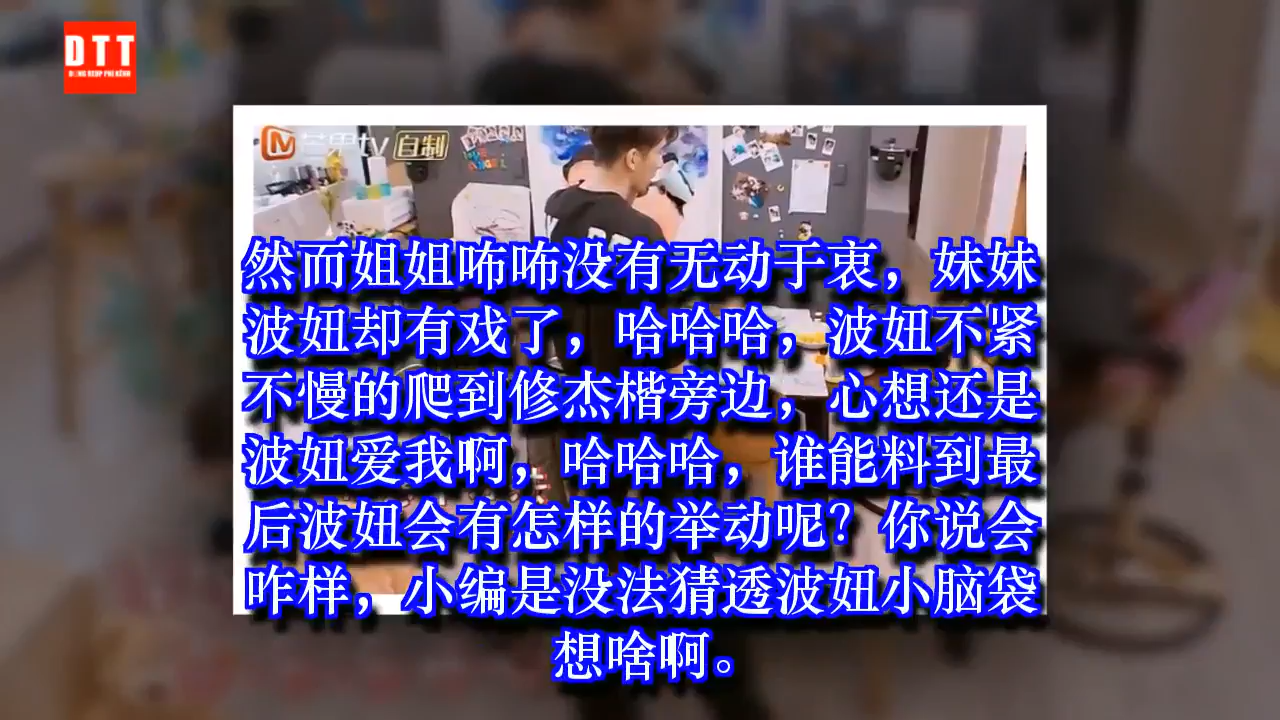 DTT
芒果tv 自制
然而姐姐咘咘没有无动于衷，妹妹
波妞却有戏了，哈哈哈，波妞不紧
不慢的爬到修杰楷旁边，心想还是
波妞爱我啊，哈哈哈，谁能料到最
后波妞会有怎样的举动呢？你说会
咋样，小编是没法猜透波妞小脑袋
想啥啊。